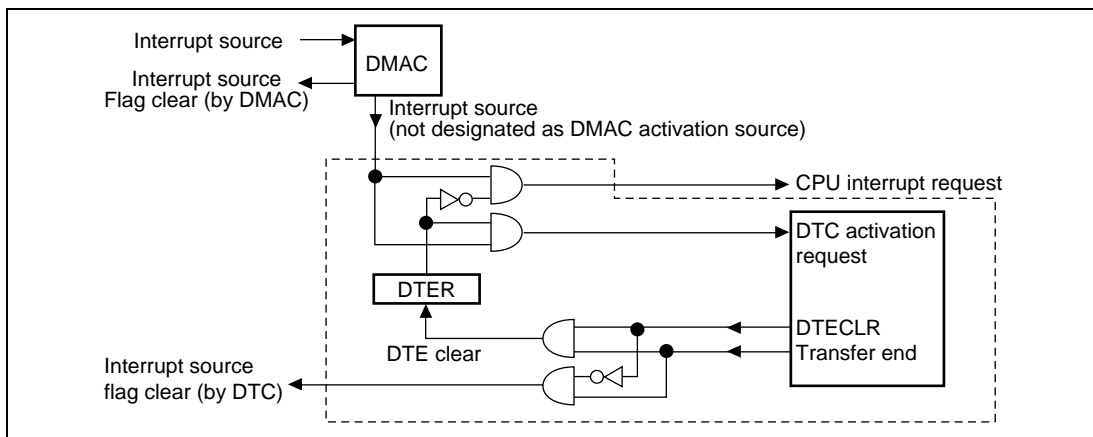 Interrupt source
DMAC
Interrupt source
Flag clear (by DMAC)
Interrupt source
(not designated as DMAC activation source)
CPU interrupt request
DTC activation
request
DTER
DTECLR
DTE clear
Transfer end
Interrupt source
flag clear (by DTC)